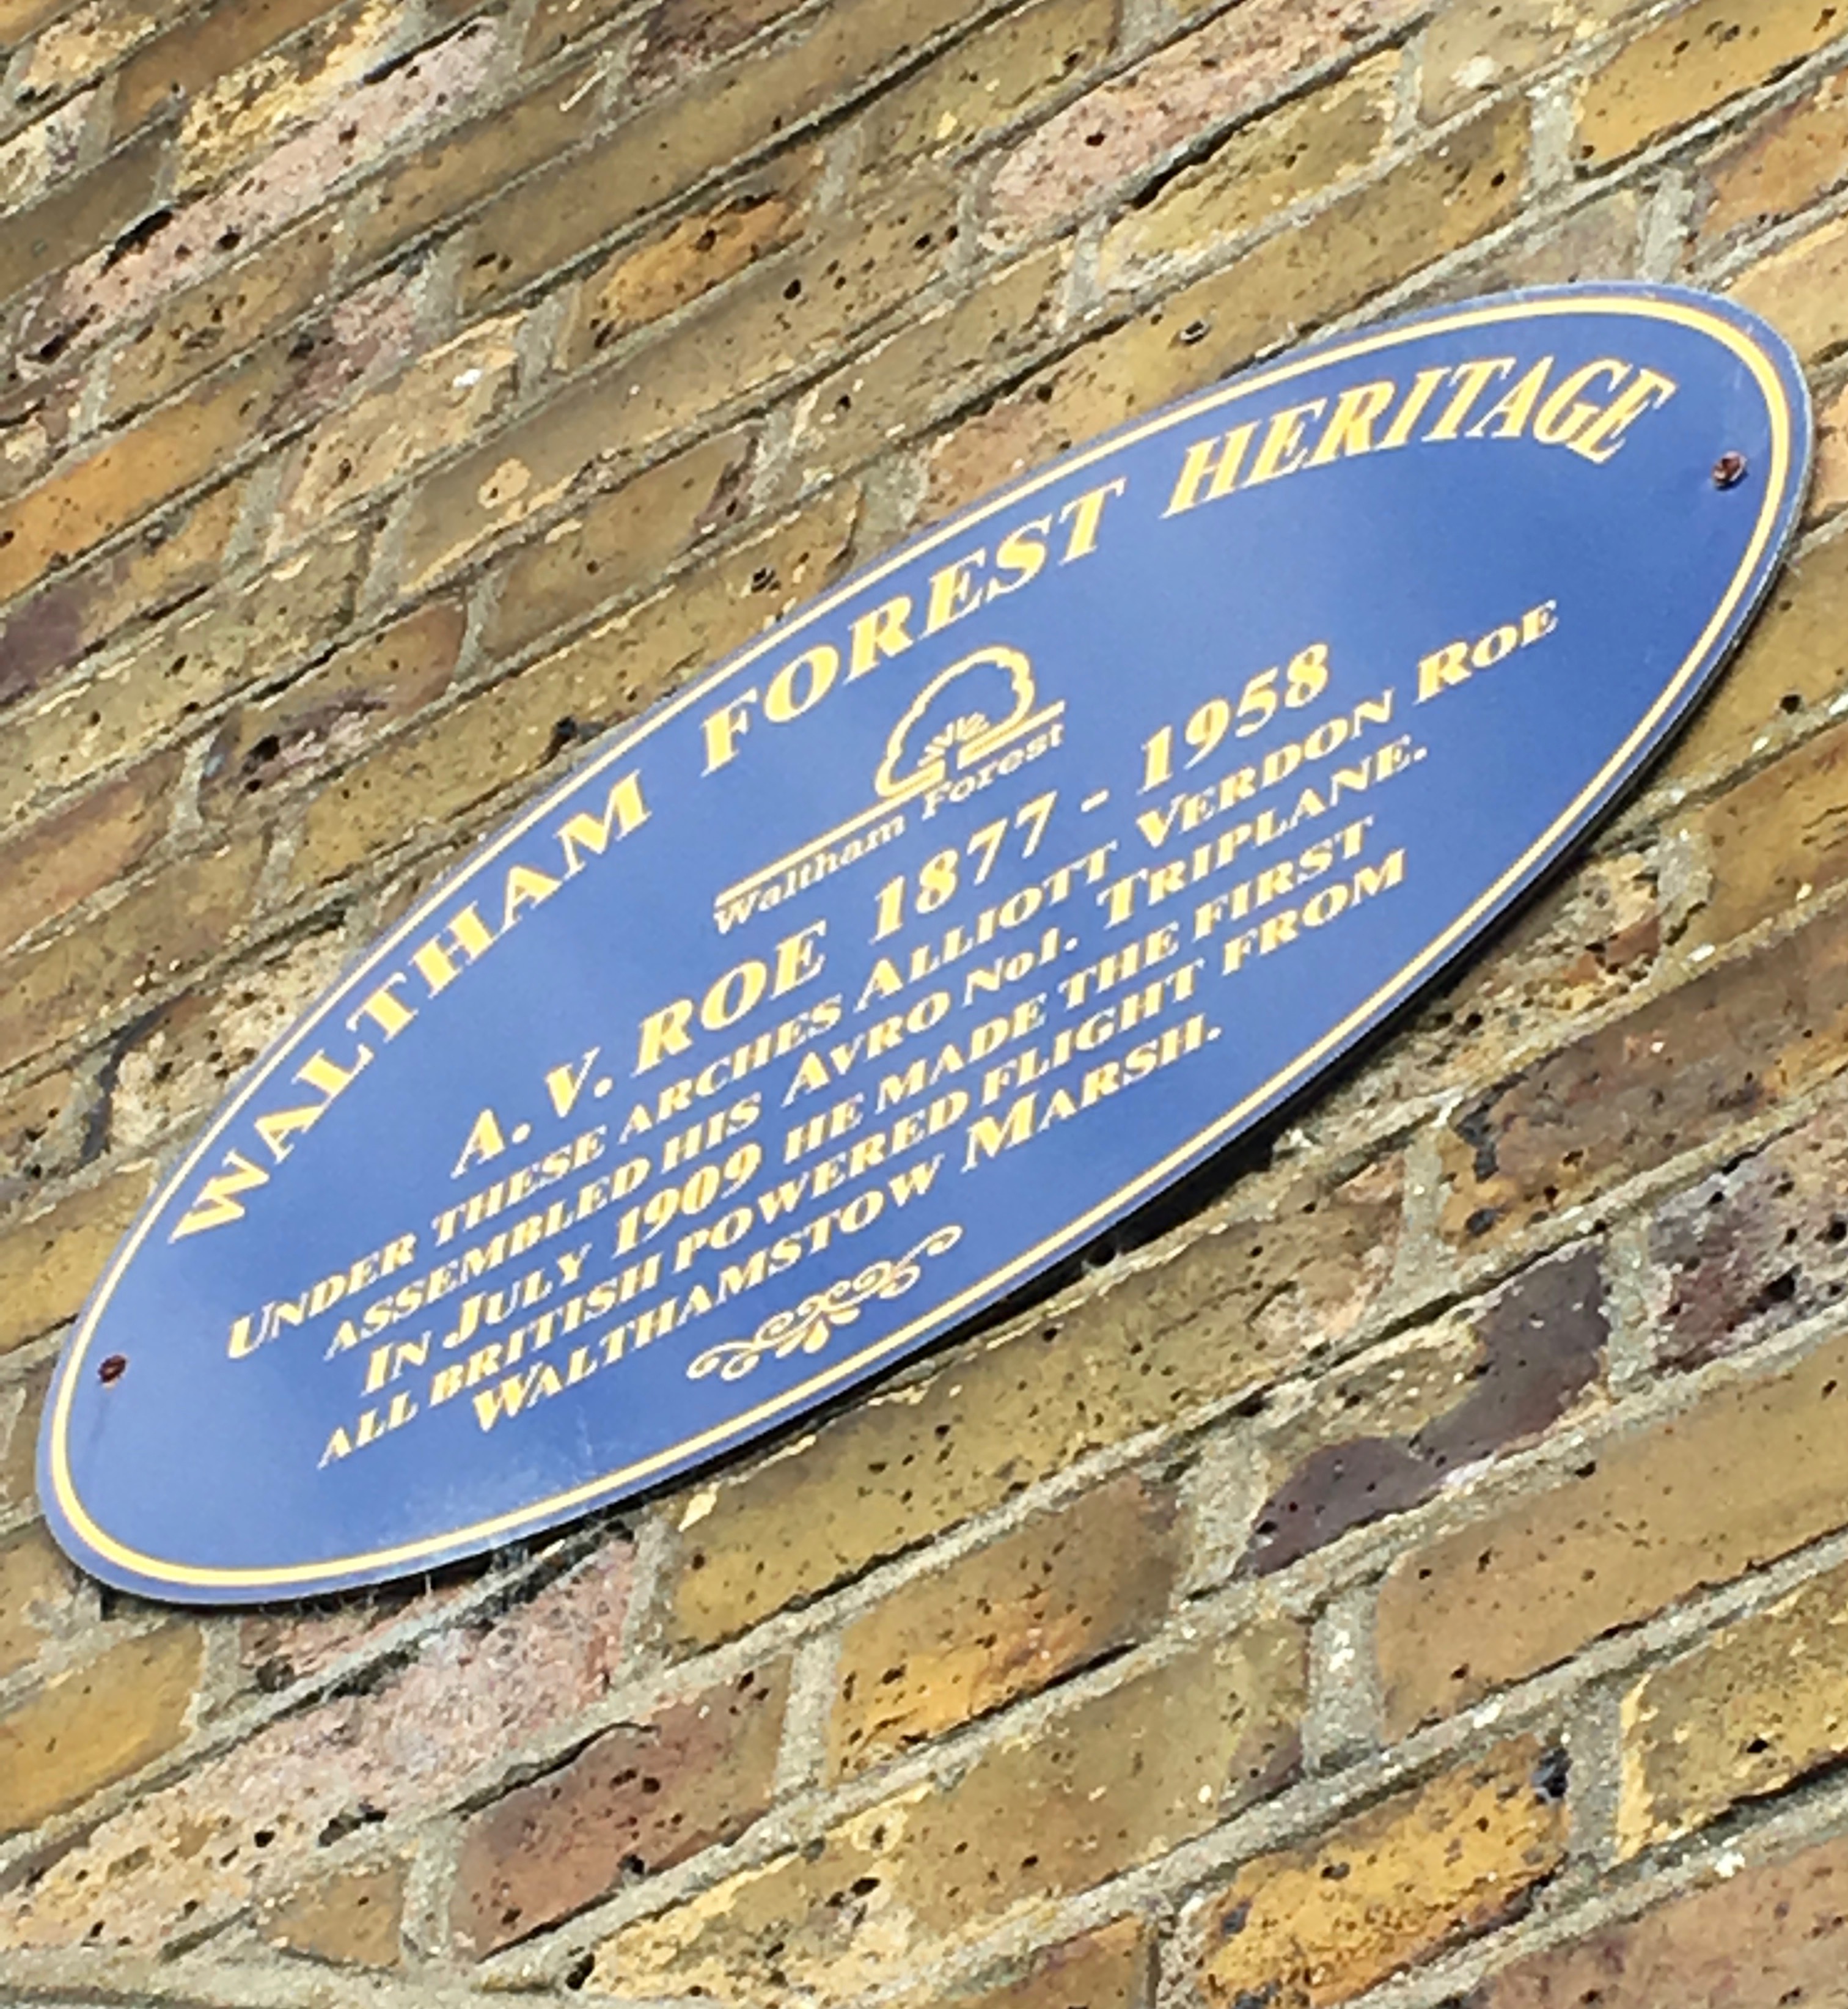 WALTHAM FOREST HERITAGE
Waltham Forest
A. V. ROE 1877 - 1958
UNDER THESE ARCHES ALLIOTT VERDON ROE
ASSEMBLED HIS AVRO No1. TRIPLANE.
IN JULY 1909 HE MADE THE FIRST
ALL BRITISH POWERED FLIGHT FROM
WALTHAMSTOW MARSH.